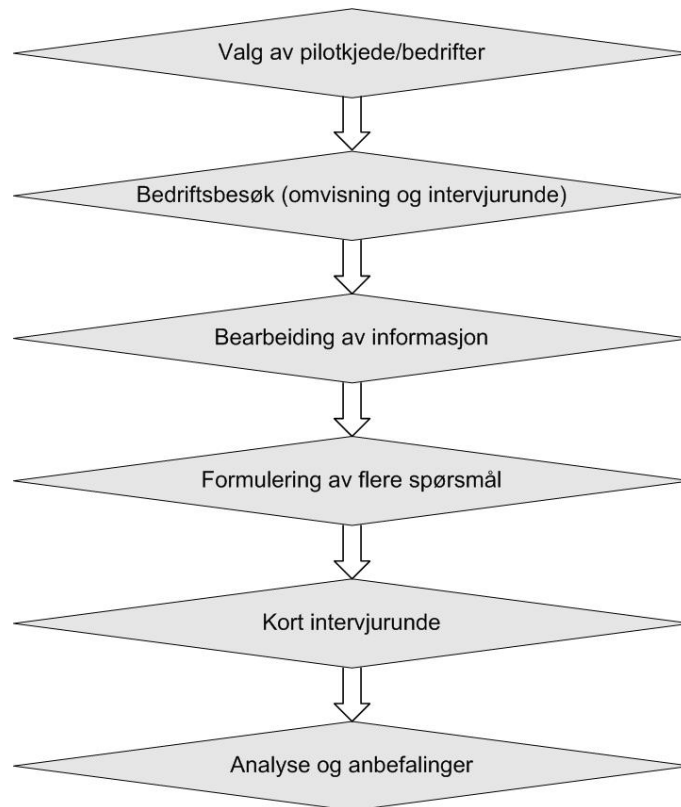 Valg av pilotkjede/bedrifter
Bedriftsbesøk (omvisning og intervjurunde)
Bearbeiding av informasjon
Formulering av flere spørsmål
Kort intervjurunde
Analyse og anbefalinger